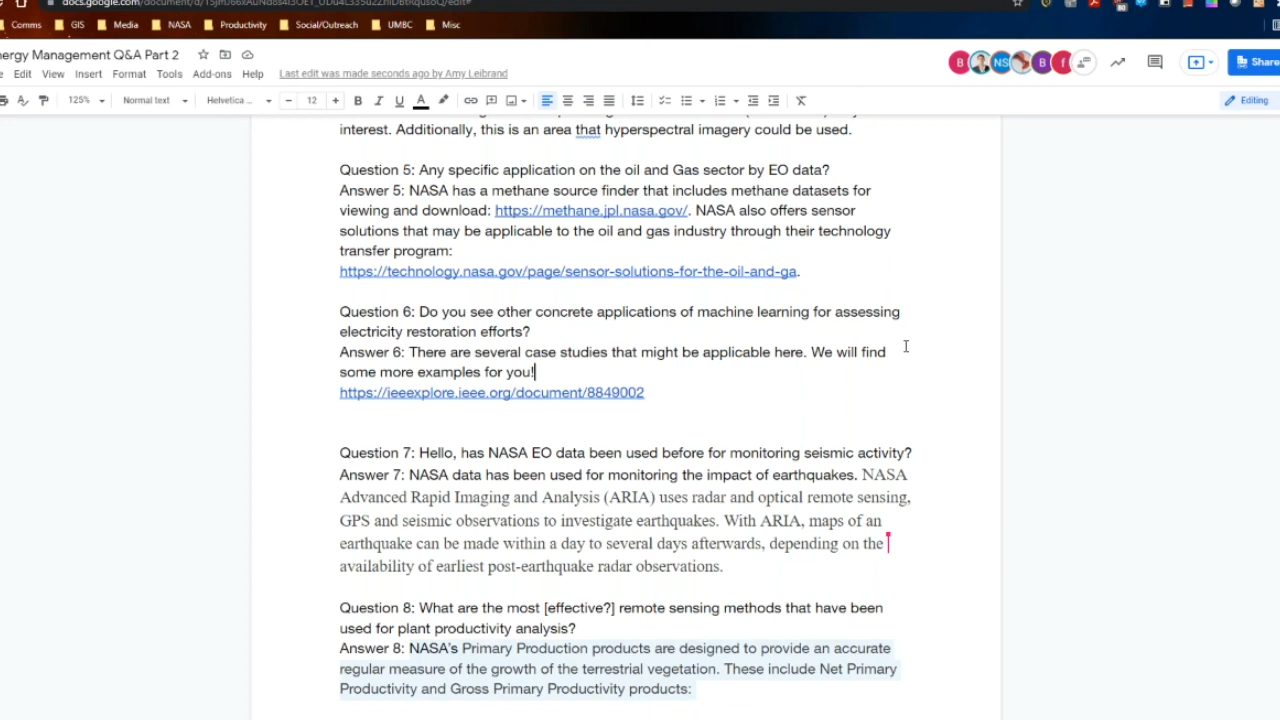 Comms GIS Media NASA Productivity Social/Outreach UMBC Misc
nergy Management Q&A Part 2
Edit View Insert Format Tools Add-ons Help Last edit was made seconds ago by Amy Leibrand
B NS B f Share
125% Normal text Helvetica ... 12 B I U A Editing
interest. Additionally, this is an area that hyperspectral imagery could be used.
Question 5: Any specific application on the oil and Gas sector by EO data?
Answer 5: NASA has a methane source finder that includes methane datasets for
viewing and download: https://methane.jpl.nasa.gov/. NASA also offers sensor
solutions that may be applicable to the oil and gas industry through their technology
transfer program:
https://technology.nasa.gov/page/sensor-solutions-for-the-oil-and-ga.
Question 6: Do you see other concrete applications of machine learning for assessing
electricity restoration efforts?
Answer 6: There are several case studies that might be applicable here. We will find
some more examples for you!
https://ieeexplore.ieee.org/document/8849002
Question 7: Hello, has NASA EO data been used before for monitoring seismic activity?
Answer 7: NASA data has been used for monitoring the impact of earthquakes. NASA
Advanced Rapid Imaging and Analysis (ARIA) uses radar and optical remote sensing,
GPS and seismic observations to investigate earthquakes. With ARIA, maps of an
earthquake can be made within a day to several days afterwards, depending on the
availability of earliest post-earthquake radar observations.
Question 8: What are the most [effective?] remote sensing methods that have been
used for plant productivity analysis?
Answer 8: NASA's Primary Production products are designed to provide an accurate
regular measure of the growth of the terrestrial vegetation. These include Net Primary
Productivity and Gross Primary Productivity products: